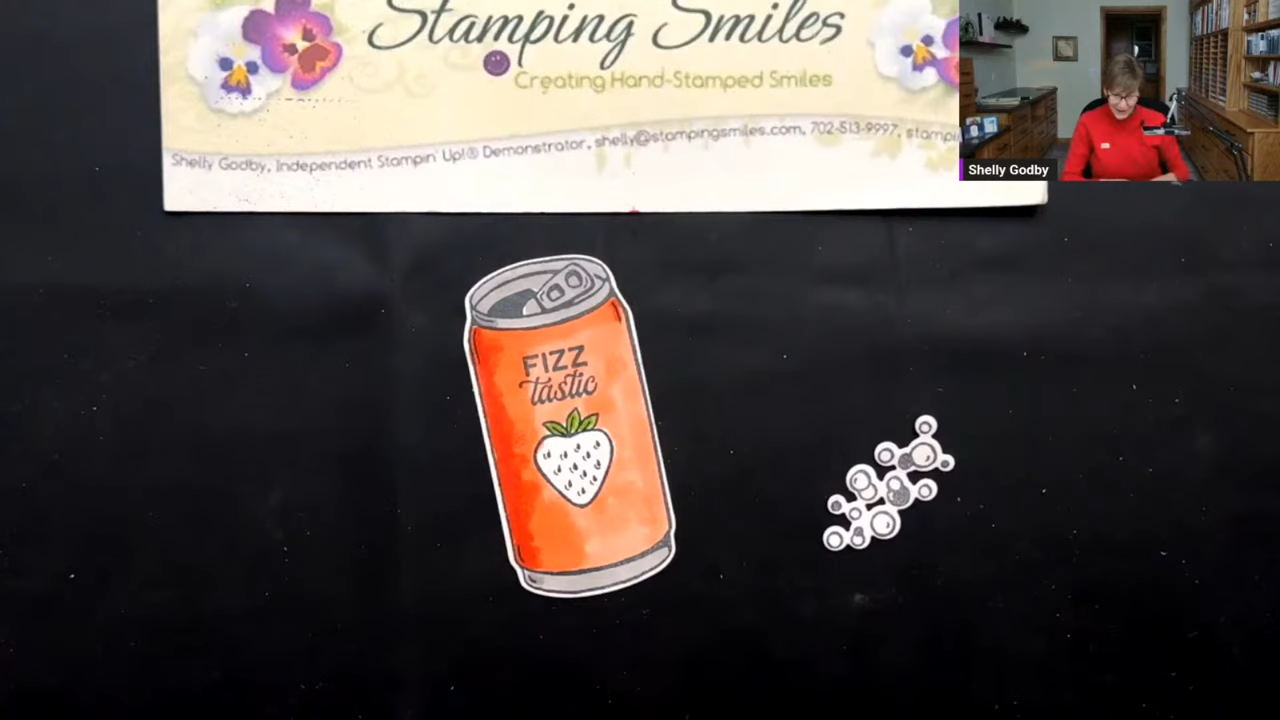 Stamping Smiles
Creating Hand-Stamped Smiles
Shelly Godby, Independent Stampin' Up!® Demonstrator, shelly@stampingsmiles.com, 702-513-9997,
Shelly Godby
FIZZ
tastic